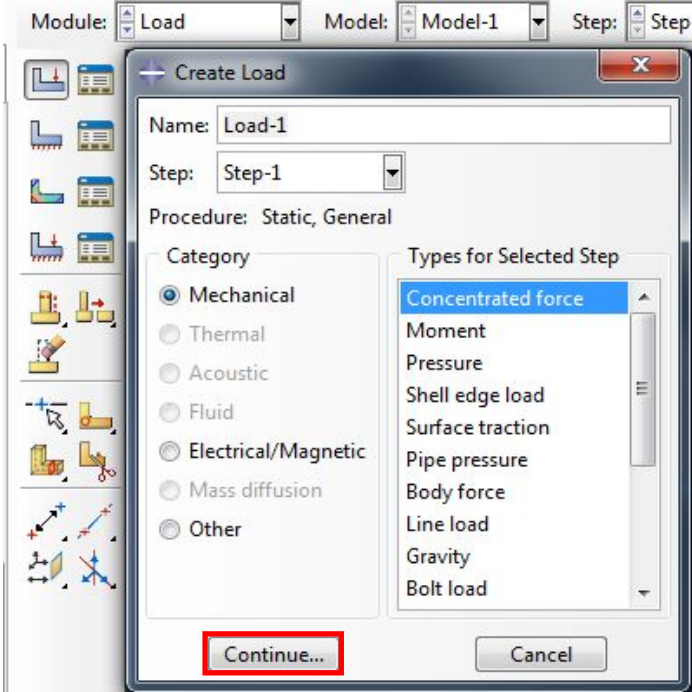 Module: Load Model: Model-1 Step: Step
Create Load
Name: Load-1
Step: Step-1
Procedure: Static, General
Category
Mechanical
Thermal
Acoustic
Fluid
Electrical/Magnetic
Mass diffusion
Other
Types for Selected Step
Concentrated force
Moment
Pressure
Shell edge load
Surface traction
Pipe pressure
Body force
Line load
Gravity
Bolt load
Continue... Cancel